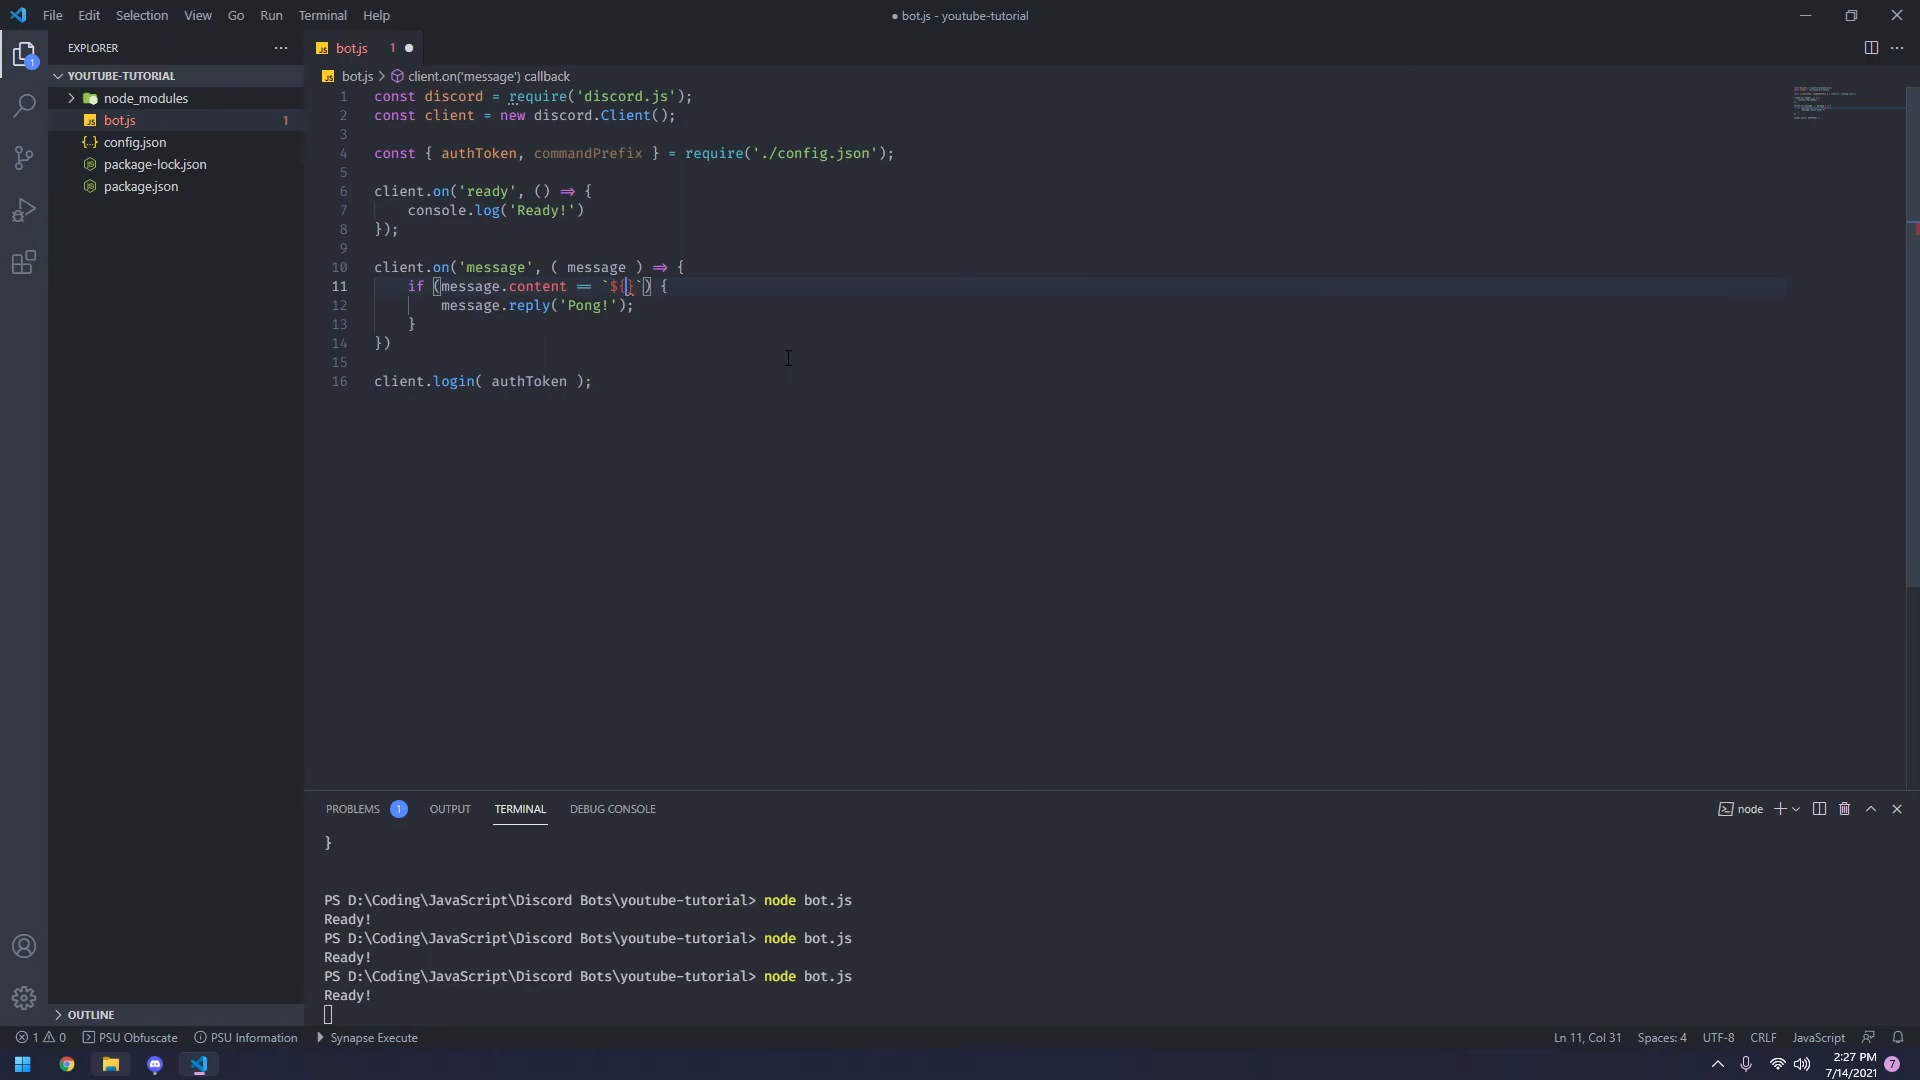 File Edit Selection View Go Run Terminal Help
● bot.js - youtube-tutorial
EXPLORER
YOUTUBE-TUTORIAL
node_modules
bot.js 1
config.json
package-lock.json
package.json
OUTLINE
bot.js 1
bot.js > client.on('message') callback
1 const discord = require('discord.js');
2 const client = new discord.Client();
3
4 const { authToken, commandPrefix } = require('./config.json');
5
6 client.on('ready', () => {
7 console.log('Ready!')
8 });
9
10 client.on('message', ( message ) => {
11 if (message.content == `${}`) {
12 message.reply('Pong!');
13 }
14 })
15
16 client.login( authToken );
PROBLEMS 1 OUTPUT TERMINAL DEBUG CONSOLE
node
}
PS D:\Coding\JavaScript\Discord Bots\youtube-tutorial> node bot.js
Ready!
PS D:\Coding\JavaScript\Discord Bots\youtube-tutorial> node bot.js
Ready!
PS D:\Coding\JavaScript\Discord Bots\youtube-tutorial> node bot.js
Ready!
1 0 PSU Obfuscate PSU Information Synapse Execute
Ln 11, Col 31 Spaces: 4 UTF-8 CRLF JavaScript
2:27 PM
7/14/2021
7